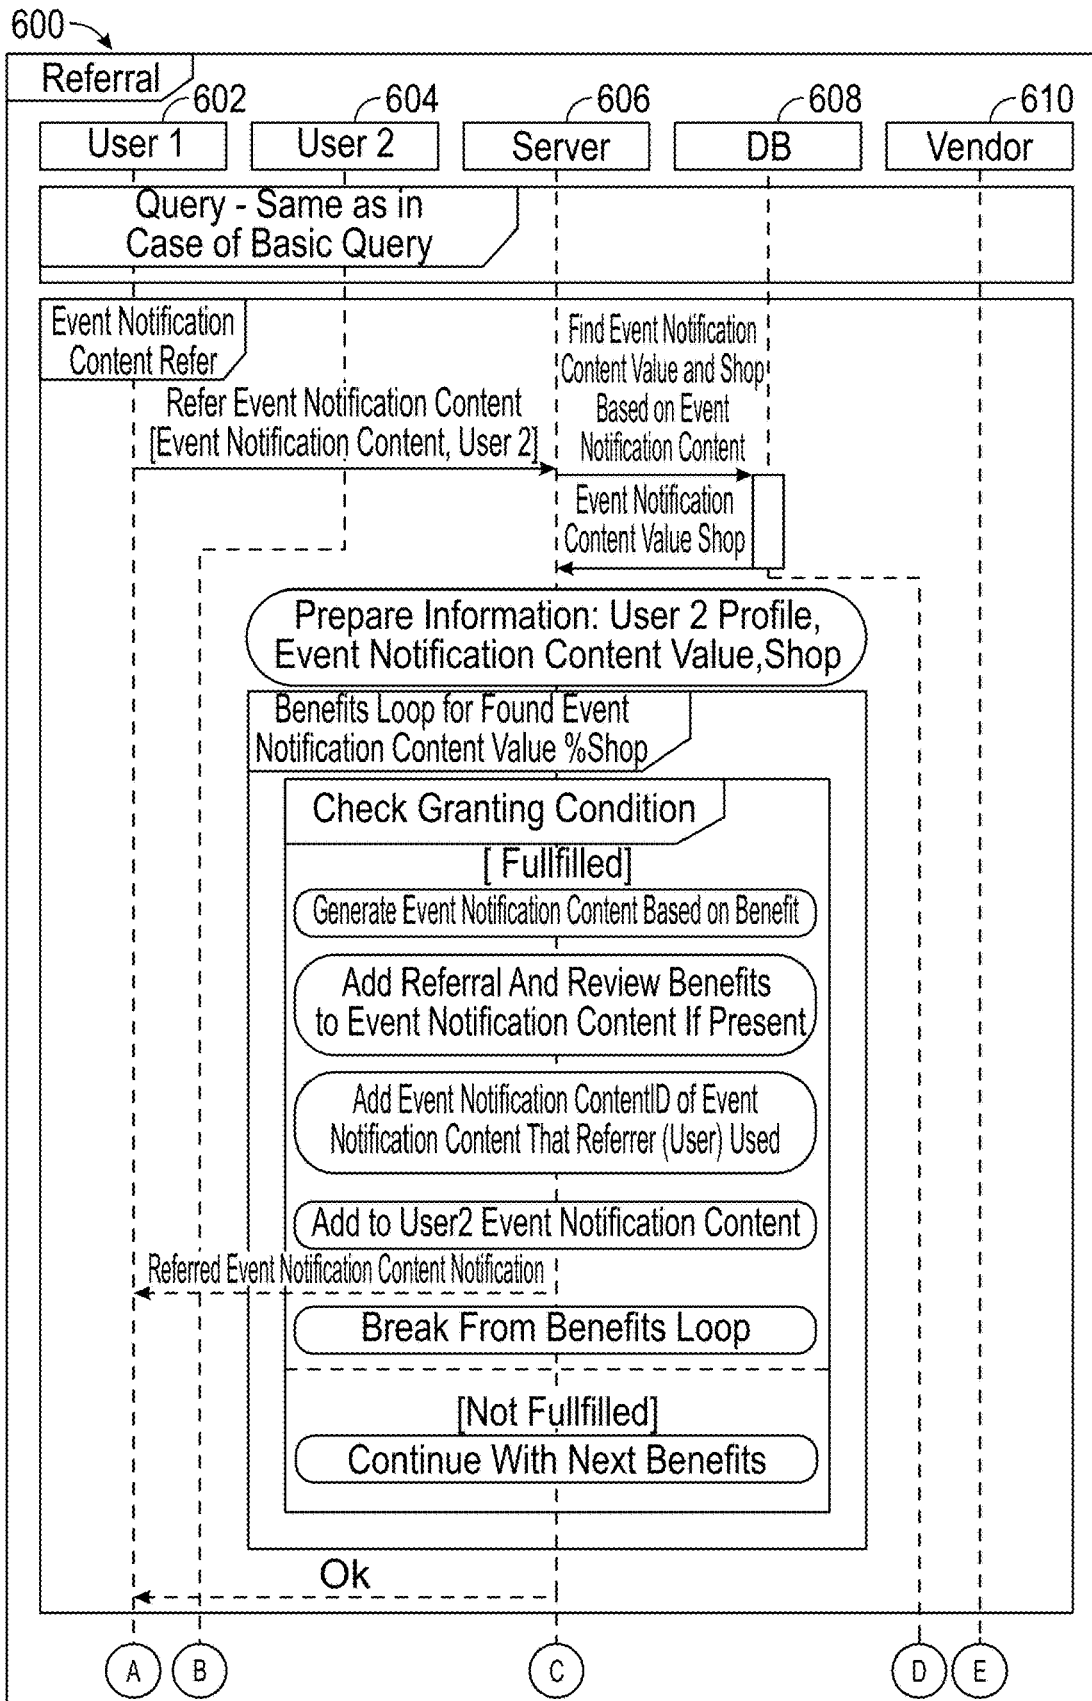 600
Referral
602
604
606
608
610
User 1
User 2
Server
DB
Vendor
Query - Same as in
Case of Basic Query
Event Notification
Content Refer
Find Event Notification
Content Value and Shop
Based on Event
Notification Content
Refer Event Notification Content
[Event Notification Content, User 2]
Event Notification
Content Value Shop
Prepare Information: User 2 Profile,
Event Notification Content Value,Shop
Benefits Loop for Found Event
Notification Content Value %Shop
Check Granting Condition
[ Fullfilled]
Generate Event Notification Content Based on Benefit
Add Referral And Review Benefits
to Event Notification Content If Present
Add Event Notification ContentID of Event
Notification Content That Referrer (User) Used
Add to User2 Event Notification Content
Referred Event Notification Content Notification
Break From Benefits Loop
[Not Fullfilled]
Continue With Next Benefits
Ok
A
B
C
D
E